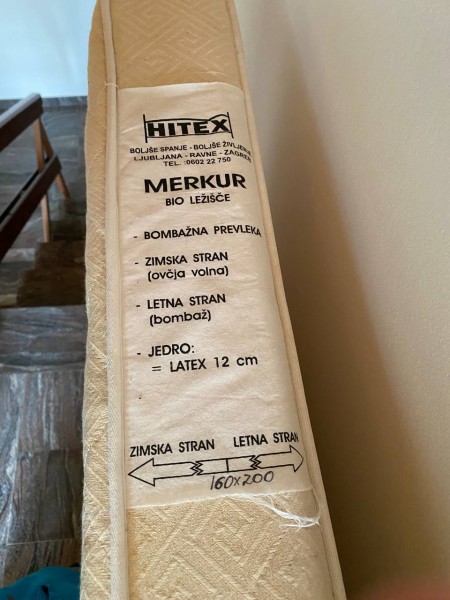 HITEX
BOLJŠE SPANJE - BOLJŠE ŽIVLJENJE
LJUBLJANA - RAVNE - ZAGREB
TEL. :0602 22 750
MERKUR
BIO LEŽIŠČE
- BOMBAŽNA PREVLEKA
- ZIMSKA STRAN
(ovčja volna)
- LETNA STRAN
(bombaž)
- JEDRO:
= LATEX 12 cm
ZIMSKA STRAN LETNA STRAN
160x200